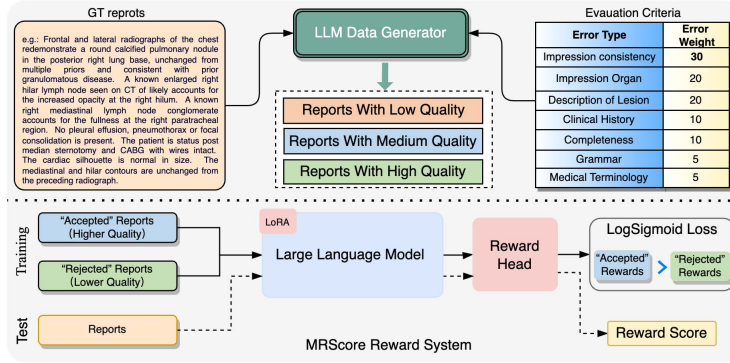 GT reprots
e.g.: Frontal and lateral radiographs of the chest
redemonstrate a round calcified pulmonary nodule
in the posterior right lung base, unchanged from
multiple priors and consistent with prior
granulomatous disease. A known enlarged right
hilar lymph node seen on CT of likely accounts for
the increased opacity at the right hilum. A known
right mediastinal lymph node conglomerate
accounts for the fullness at the right paratracheal
region. No pleural effusion, pneumothorax or focal
consolidation is present. The patient is status post
median sternotomy and CABG with wires intact.
The cardiac silhouette is normal in size. The
mediastinal and hilar contours are unchanged from
the preceding radiograph.
LLM Data Generator
Reports With Low Quality
Reports With Medium Quality
Reports With High Quality
Evauation Criteria
Error Type Error Weight
Impression consistency 30
Impression Organ 20
Description of Lesion 20
Clinical History 10
Completeness 10
Grammar 5
Medical Terminology 5
Training
"Accepted" Reports
(Higher Quality)
"Rejected" Reports
(Lower Quality)
LoRA
Large Language Model
Reward
Head
LogSigmoid Loss
"Accepted" Rewards > "Rejected" Rewards
Test
Reports
MRScore Reward System
Reward Score